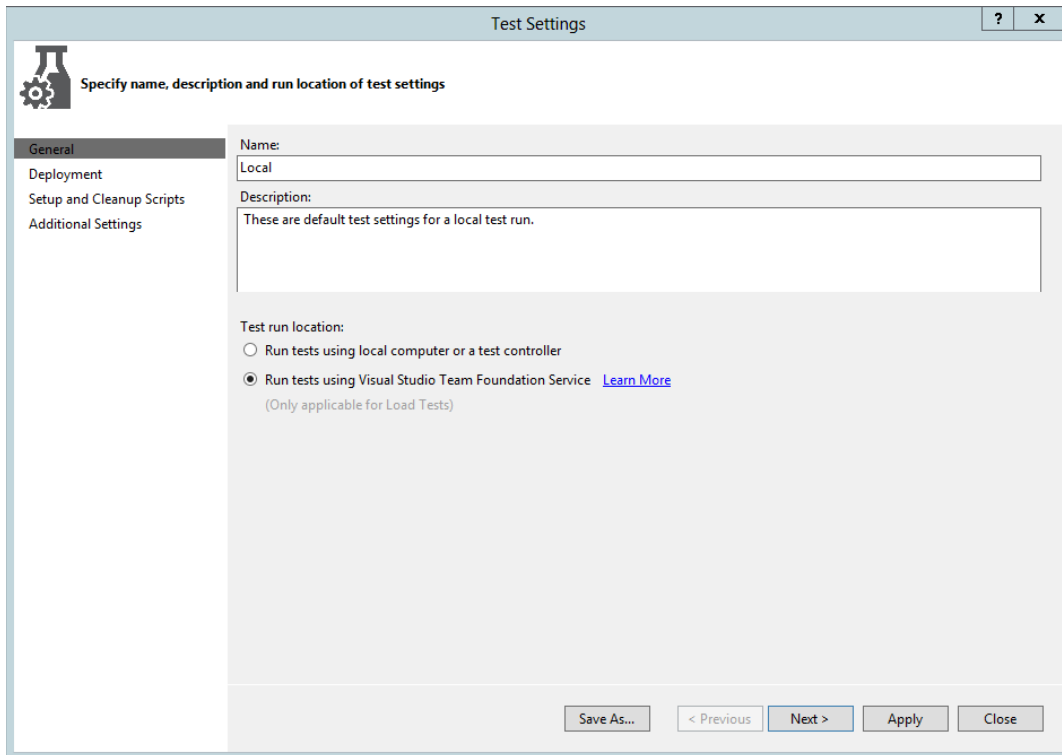 Test Settings
?
x
Specify name, description and run location of test settings
General
Deployment
Setup and Cleanup Scripts
Additional Settings
Name:
Local
Description:
These are default test settings for a local test run.
Test run location:
Run tests using local computer or a test controller
Run tests using Visual Studio Team Foundation Service Learn More
(Only applicable for Load Tests)
Save As... < Previous Next > Apply Close